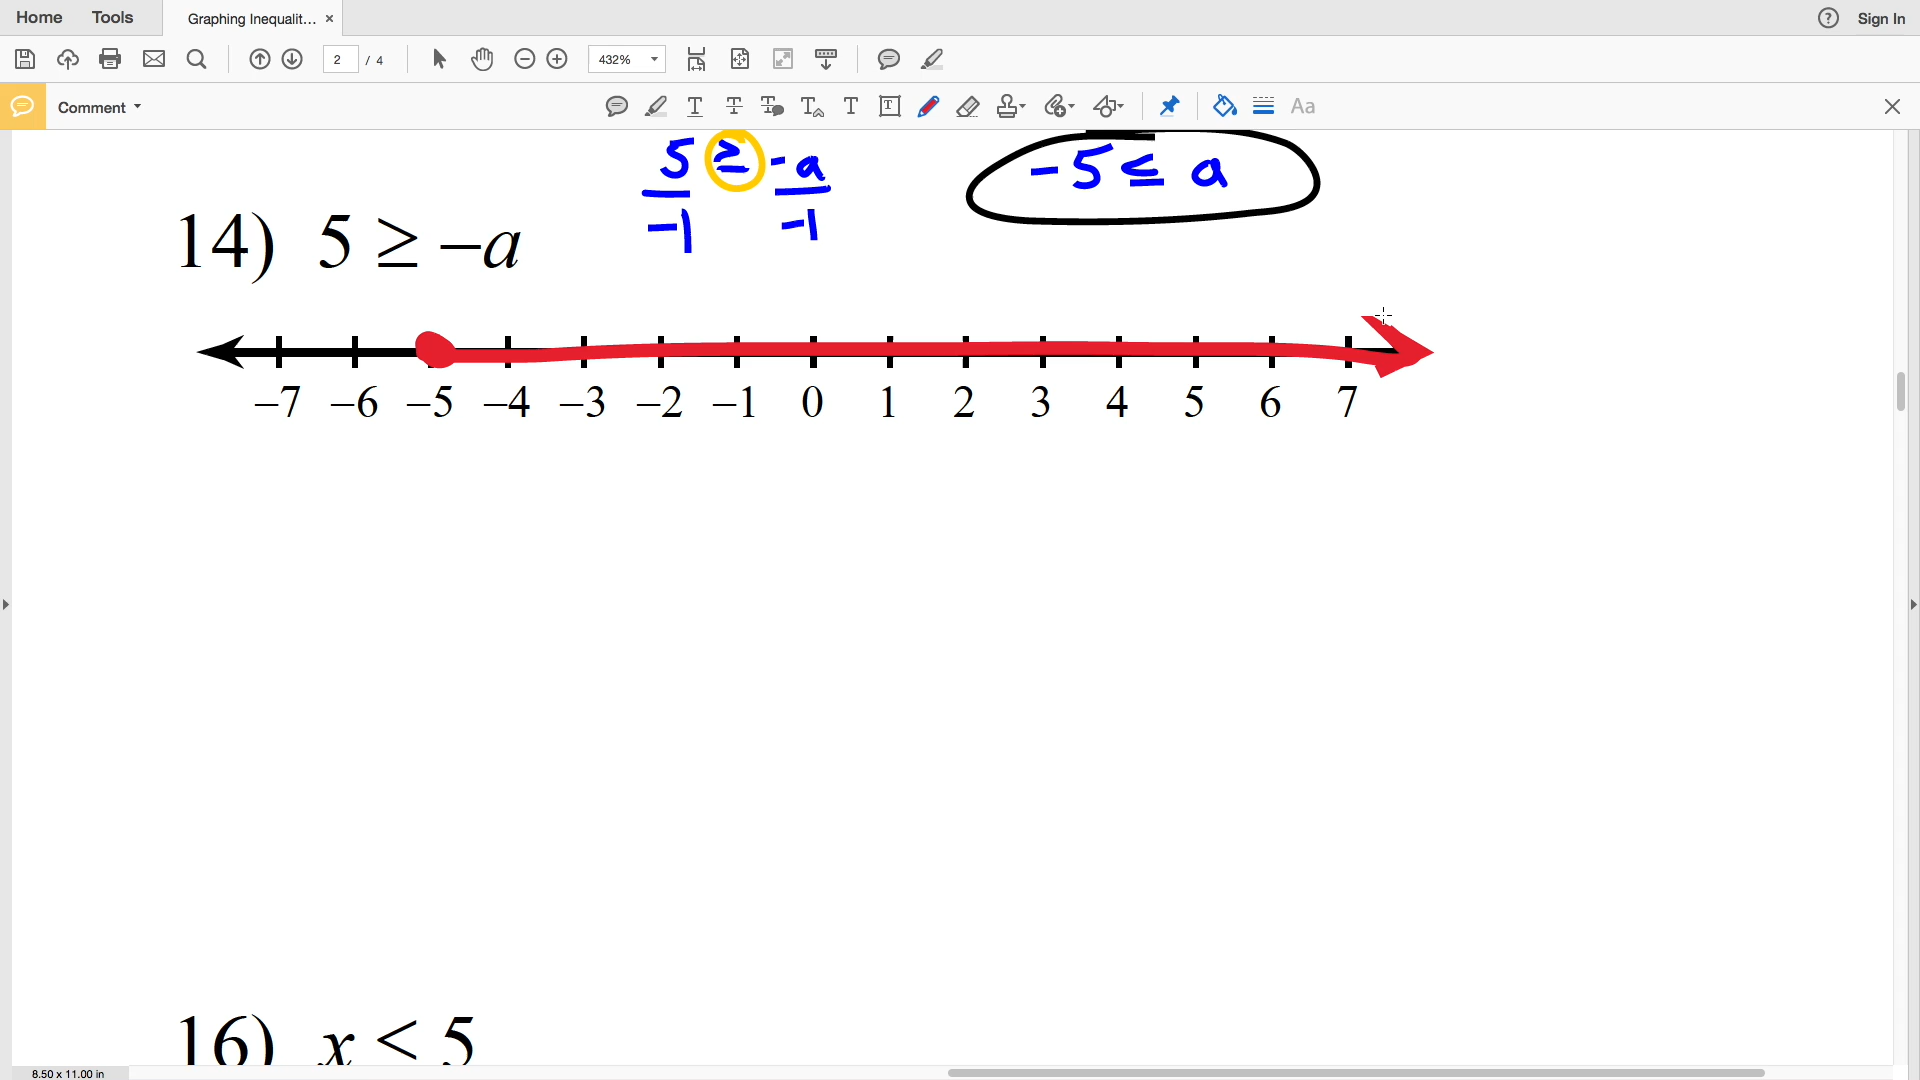 Home Tools Graphing Inequalit... × ? Sign In
2 / 4 432%
Comment Aa
5 ≥ -a
-1 -1
-5 ≤ a
14) 5 ≥ −a
−7 −6 −5 −4 −3 −2 −1 0 1 2 3 4 5 6 7
16) x < 5
8.50 x 11.00 in